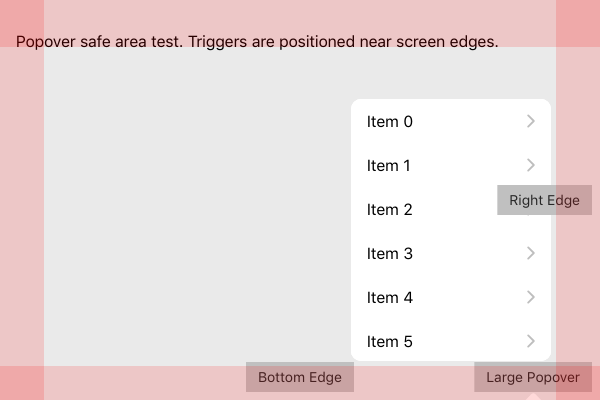 Popover safe area test. Triggers are positioned near screen edges.
Item 0
Item 1
Right Edge
Item 2
Item 3
Item 4
Item 5
Bottom Edge
Large Popover